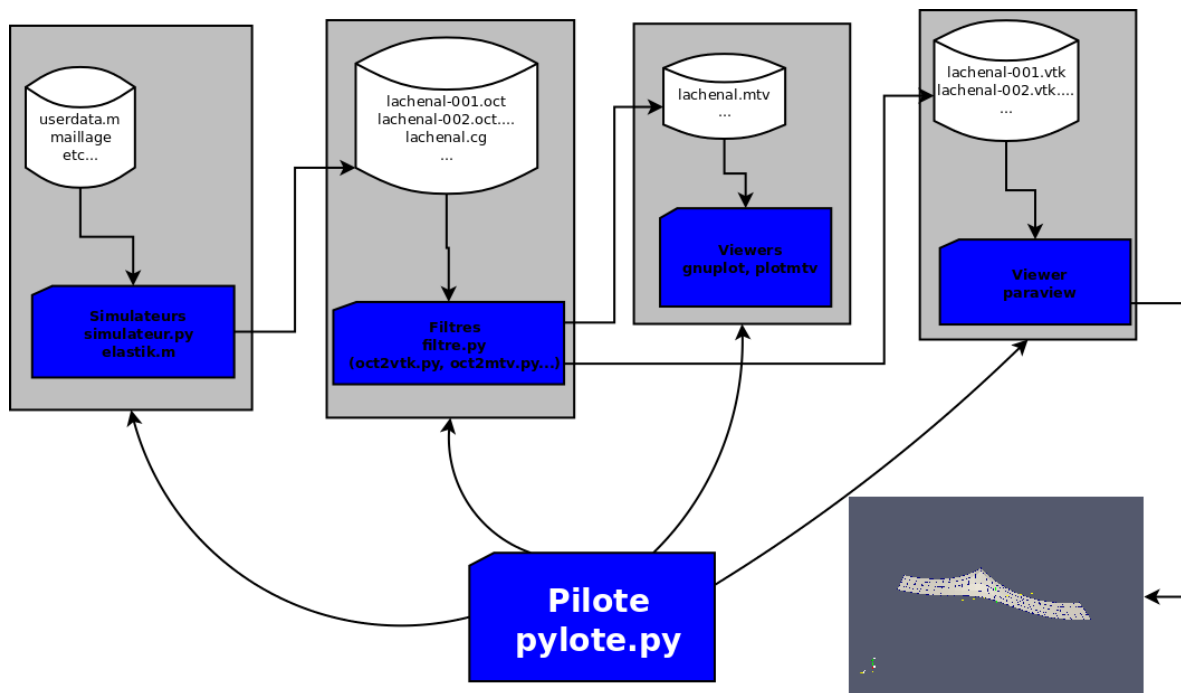 userdata.m
maillage
etc...
Simulateurs
simulateur.py
elastik.m
lachenal-001.oct
lachenal-002.oct....
lachenal.cg
...
Filtres
filtre.py
(oct2vtk.py, oct2mtv.py...)
lachenal.mtv
...
Viewers
gnuplot, plotmtv
lachenal-001.vtk
lachenal-002.vtk....
...
Viewer
paraview
Pilote
pylote.py